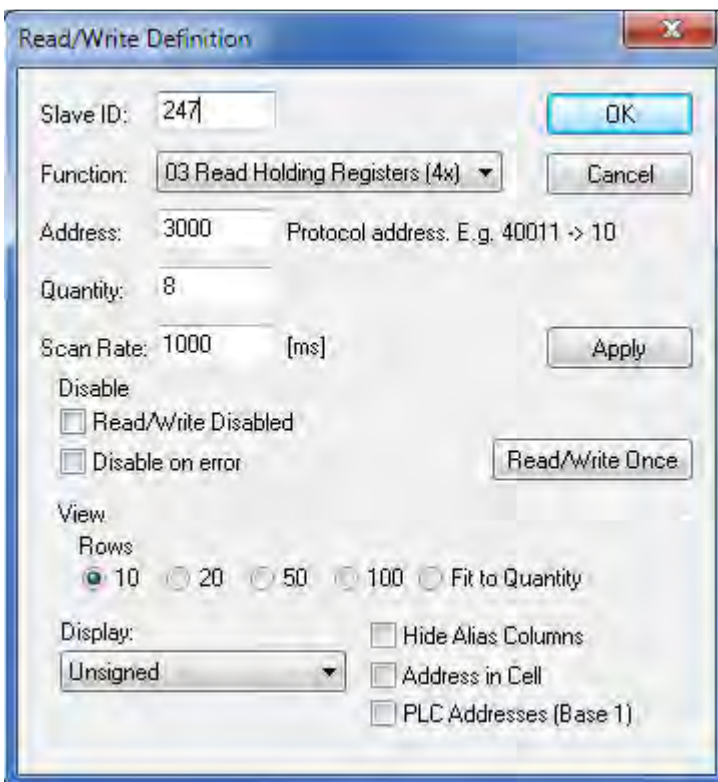 Read/Write Definition
Slave ID: 247 OK
Function: 03 Read Holding Registers (4x) Cancel
Address: 3000 Protocol address. E.g. 40011 -> 10
Quantity: 8
Scan Rate: 1000 [ms] Apply
Disable
Read/Write Disabled
Disable on error Read/Write Once
View
Rows
10 20 50 100 Fit to Quantity
Display: Hide Alias Columns
Unsigned Address in Cell
PLC Addresses (Base 1)